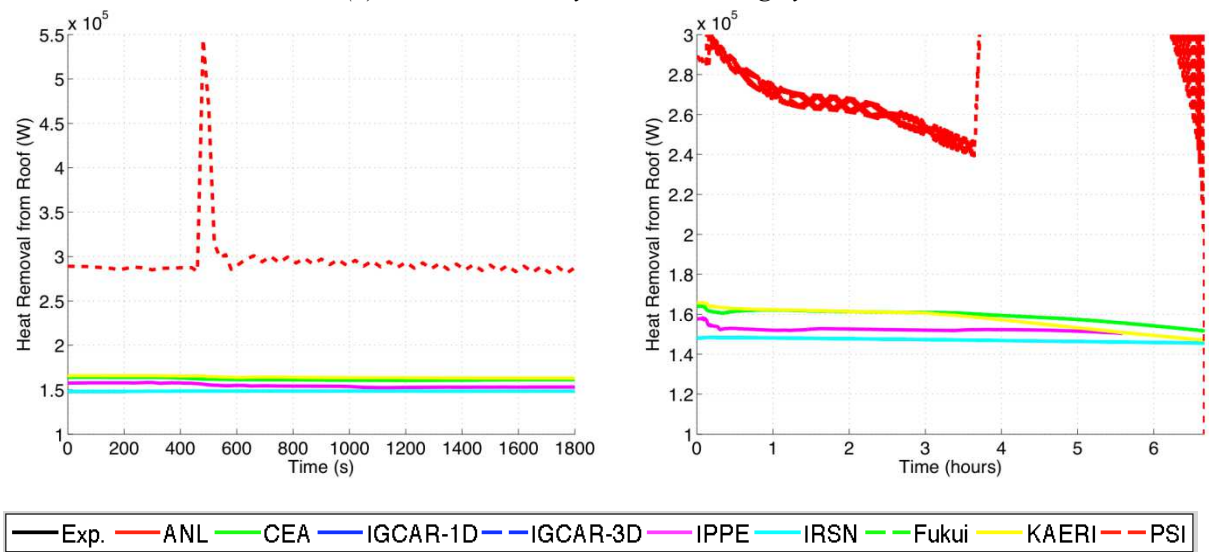 x 10^5
5.5
5
4.5
4
3.5
3
2.5
2
1.5
1
Heat Removal from Roof (W)
0 200 400 600 800 1000 1200 1400 1600 1800
Time (s)
x 10^5
3
2.8
2.6
2.4
2.2
2
1.8
1.6
1.4
1.2
1
Heat Removal from Roof (W)
0 1 2 3 4 5 6
Time (hours)
Exp. ANL CEA IGCAR-1D IGCAR-3D IPPE IRSN Fukui KAERI PSI